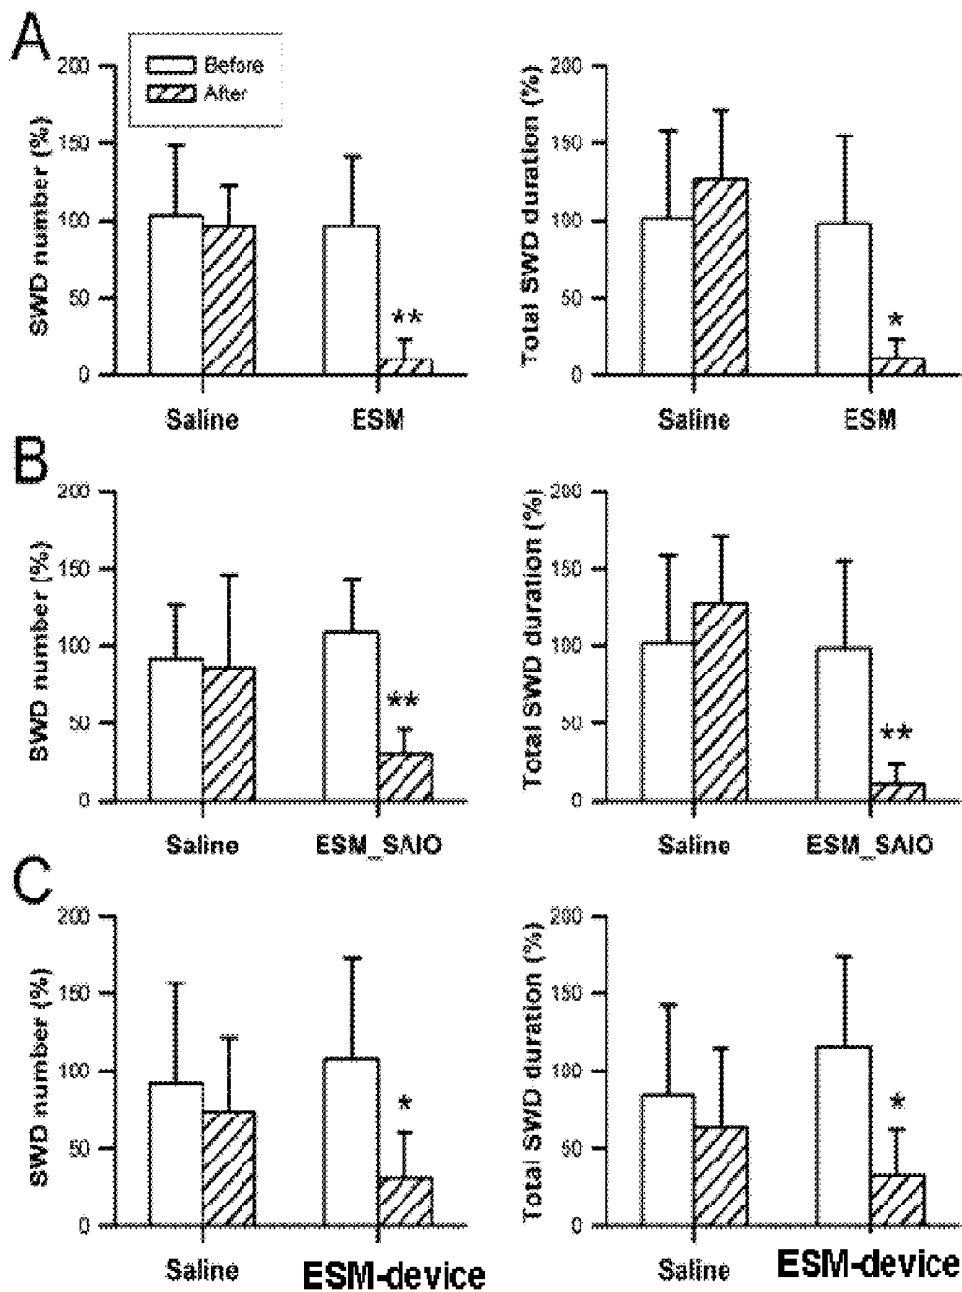 A
Before
After
SWD number (%)
200
150
100
50
0
Saline
ESM
**
Total SWD duration (%)
200
150
100
50
0
Saline
ESM
*
B
SWD number (%)
200
150
100
50
0
Saline
ESM_SAIO
**
Total SWD duration (%)
200
150
100
50
0
Saline
ESM_SAIO
**
C
SWD number (%)
200
150
100
50
0
Saline
ESM-device
*
Total SWD duration (%)
200
150
100
50
0
Saline
ESM-device
*